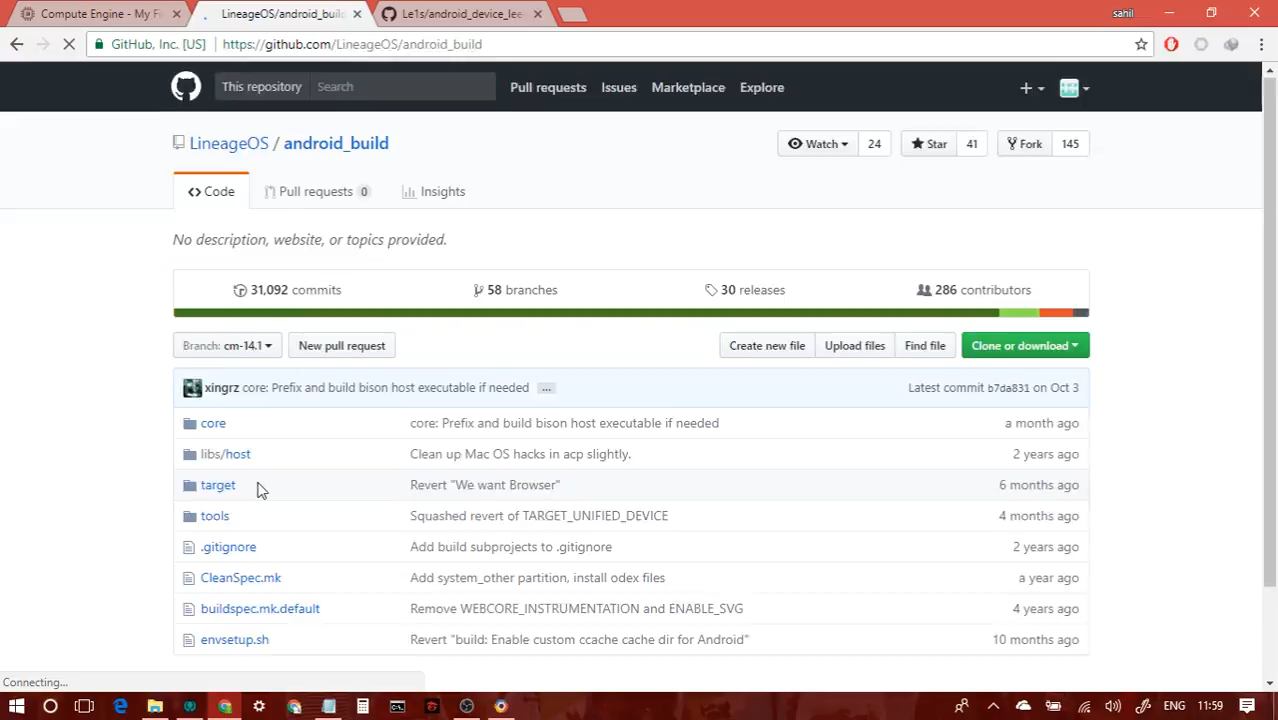 Compute Engine - My Fi
LineageOS/android_build
Le1s/android_device_lee
sahil
GitHub, Inc. [US]
https://github.com/LineageOS/android_build
This repository
Search
Pull requests
Issues
Marketplace
Explore
LineageOS / android_build
Watch
24
Star
41
Fork
145
Code
Pull requests 0
Insights
No description, website, or topics provided.
31,092 commits
58 branches
30 releases
286 contributors
Branch: cm-14.1
New pull request
Create new file
Upload files
Find file
Clone or download
xingrz core: Prefix and build bison host executable if needed ...
Latest commit b7da831 on Oct 3
core
core: Prefix and build bison host executable if needed
a month ago
libs/host
Clean up Mac OS hacks in acp slightly.
2 years ago
target
Revert "We want Browser"
6 months ago
tools
Squashed revert of TARGET_UNIFIED_DEVICE
4 months ago
.gitignore
Add build subprojects to .gitignore
2 years ago
CleanSpec.mk
Add system_other partition, install odex files
a year ago
buildspec.mk.default
Remove WEBCORE_INSTRUMENTATION and ENABLE_SVG
4 years ago
envsetup.sh
Revert "build: Enable custom ccache cache dir for Android"
10 months ago
Connecting...
ENG
11:59